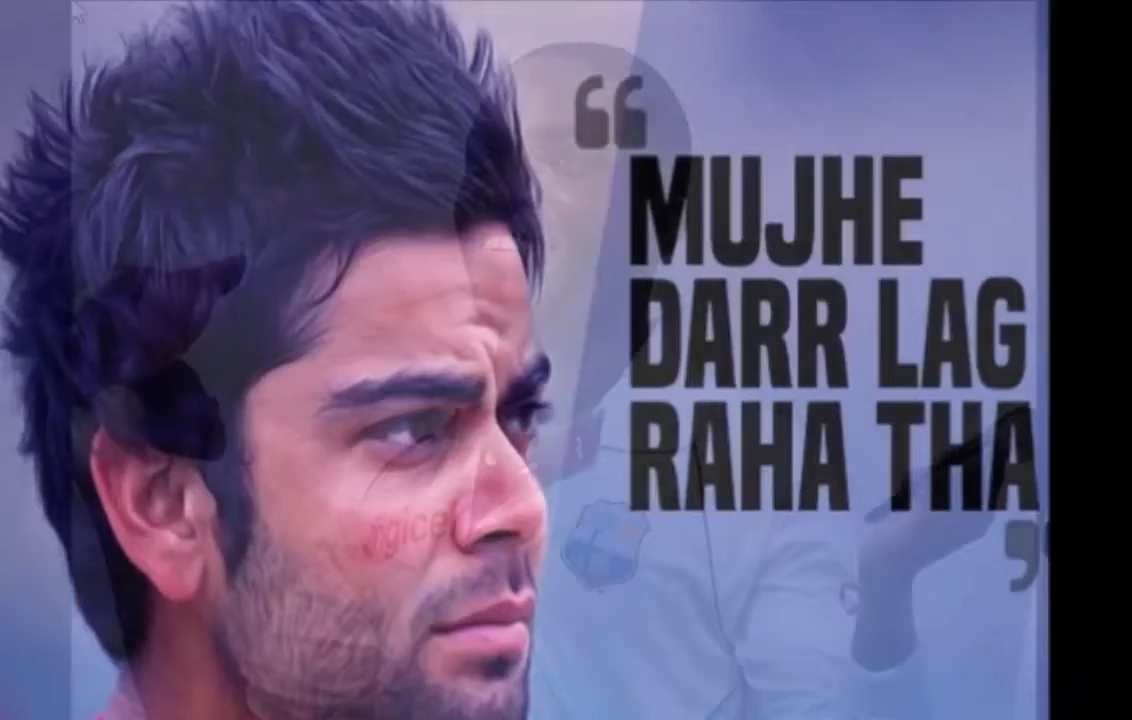 “
MUJHE
DARR LAG
RAHA THA
”